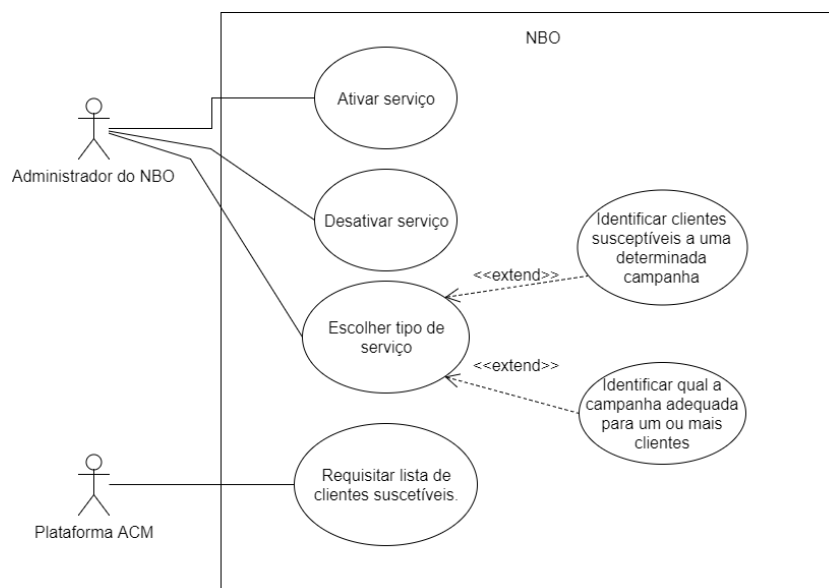 NBO
Ativar serviço
Administrador do NBO
Desativar serviço
Identificar clientes
susceptíveis a uma
determinada
campanha
<<extend>>
Escolher tipo de
serviço
<<extend>>
Identificar qual a
campanha adequada
para um ou mais
clientes
Requisitar lista de
clientes suscetíveis.
Plataforma ACM